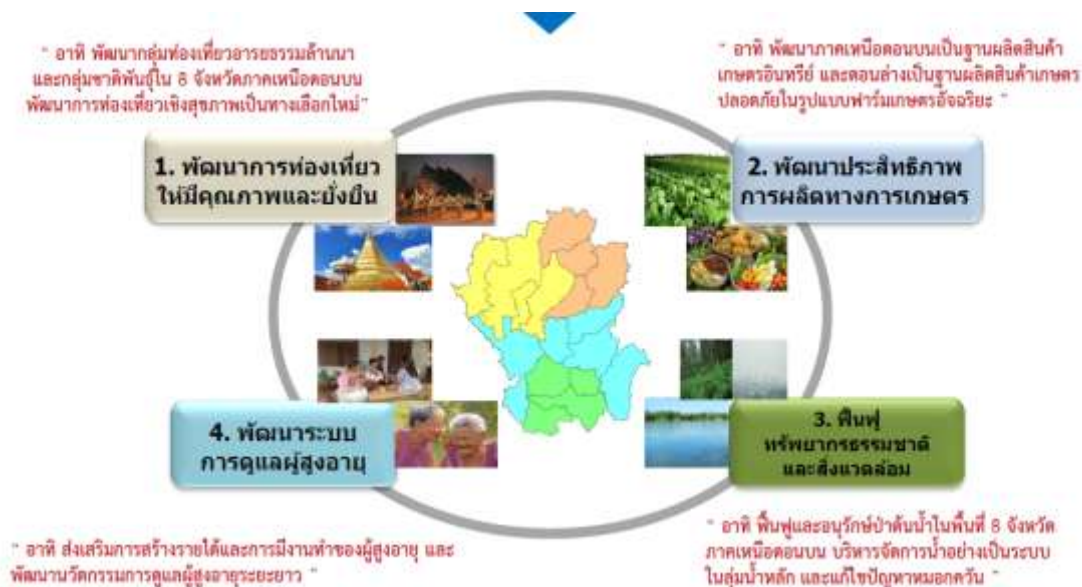 " อาทิ พัฒนากลุ่มท่องเที่ยวอารยธรรมล้านนา
และกลุ่มชาติพันธุ์ใน 8 จังหวัดภาคเหนือตอนบน
พัฒนาการท่องเที่ยวเชิงสุขภาพเป็นทางเลือกใหม่"
1. พัฒนาการท่องเที่ยว
ให้มีคุณภาพและยั่งยืน
" อาทิ พัฒนาภาคเหนือตอนบนเป็นฐานผลิตสินค้า
เกษตรอินทรีย์ และตอนล่างเป็นฐานผลิตสินค้าเกษตร
ปลอดภัยในรูปแบบฟาร์มเกษตรอัจฉริยะ "
2. พัฒนาประสิทธิภาพ
การผลิตทางการเกษตร
4. พัฒนาระบบ
การดูแลผู้สูงอายุ
" อาทิ ส่งเสริมการสร้างรายได้และการมีงานทำของผู้สูงอายุ และ
พัฒนานวัตกรรมการดูแลผู้สูงอายุระยะยาว "
3. ฟื้นฟู
ทรัพยากรธรรมชาติ
และสิ่งแวดล้อม
" อาทิ ฟื้นฟูและอนุรักษ์ป่าต้นน้ำในพื้นที่ 8 จังหวัด
ภาคเหนือตอนบน บริหารจัดการน้ำอย่างเป็นระบบ
ในลุ่มน้ำหลัก และแก้ไขปัญหาหมอกควัน "